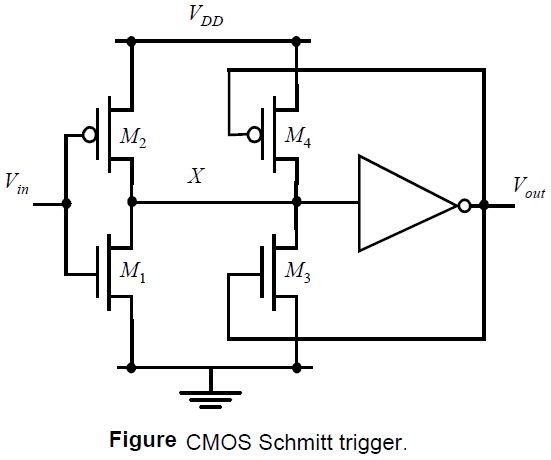 V_DD
M_2
M_4
X
V_in
V_out
M_1
M_3
Figure CMOS Schmitt trigger.